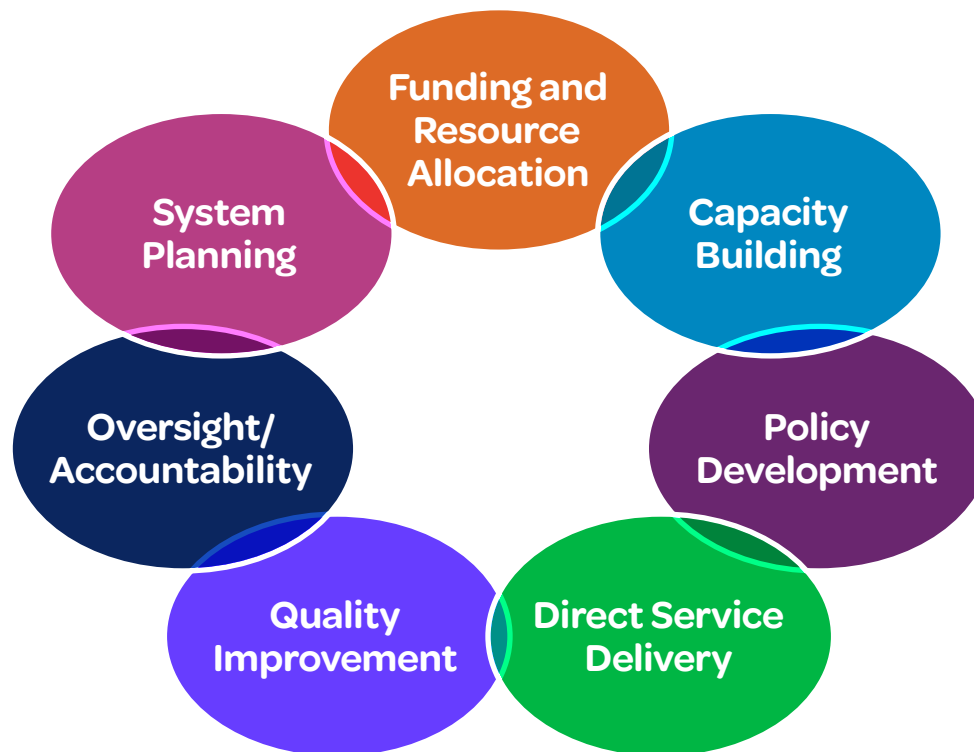 Funding and
Resource
Allocation
Capacity
Building
Policy
Development
Direct Service
Delivery
Quality
Improvement
Oversight/
Accountability
System
Planning